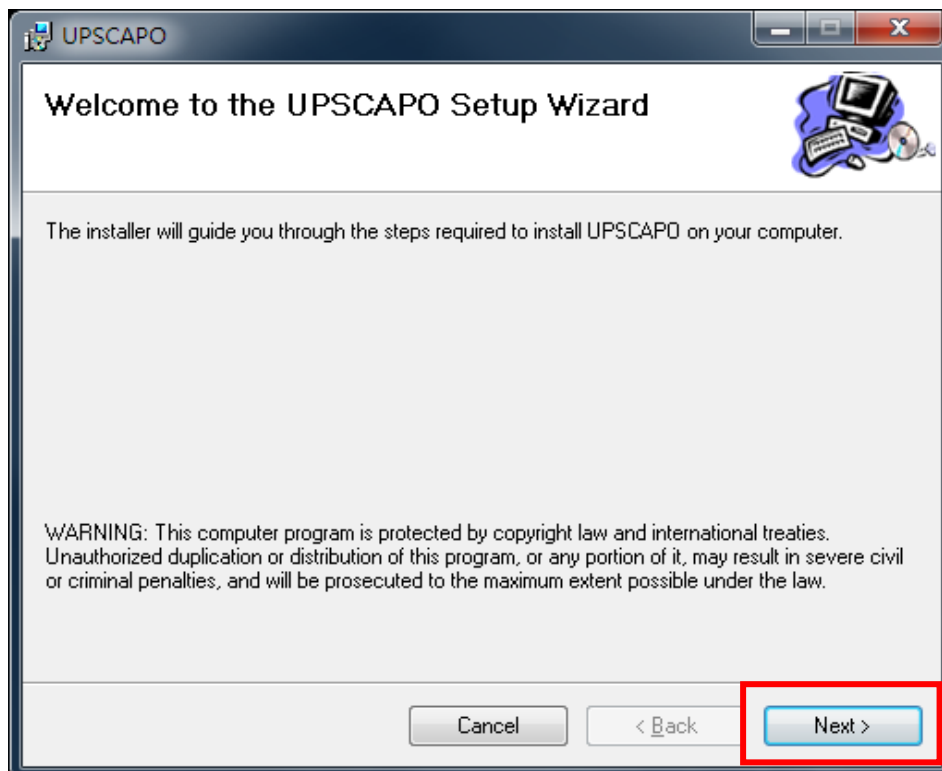 UPSCAPO
Welcome to the UPSCAPO Setup Wizard
The installer will guide you through the steps required to install UPSCAPO on your computer.
WARNING: This computer program is protected by copyright law and international treaties.
Unauthorized duplication or distribution of this program, or any portion of it, may result in severe civil
or criminal penalties, and will be prosecuted to the maximum extent possible under the law.
Cancel
< Back
Next >